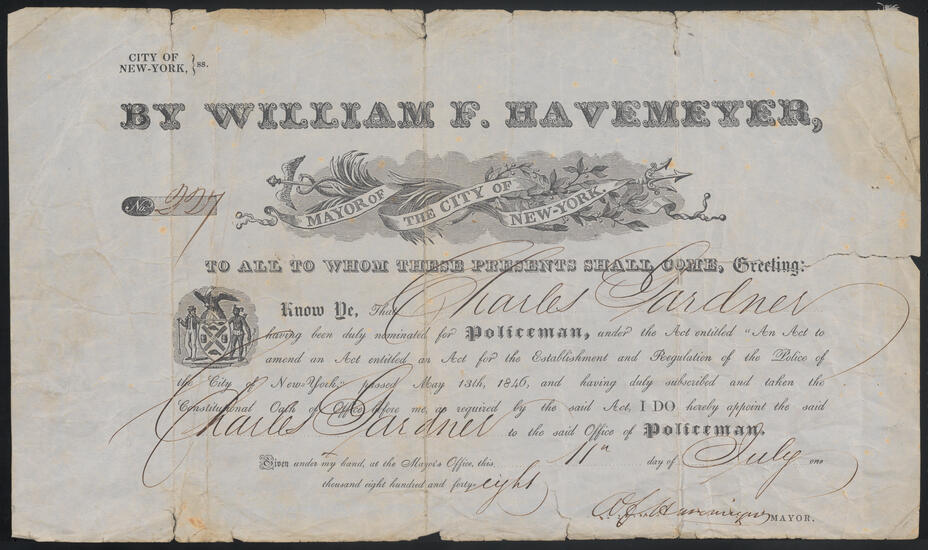 CITY OF
NEW-YORK, } ss.
BY WILLIAM F. HAVEMEYER,
MAYOR OF THE CITY OF NEW-YORK.
No.
TO ALL TO WHOM THESE PRESENTS SHALL COME, Greeting:
Know Ye, That Charles Gardner
having been duly nominated for Policeman, under the Act entitled "An Act to
amend an Act entitled an Act for the Establishment and Regulation of the Police of
the City of New-York," passed May 13th, 1846, and having duly subscribed and taken the
Constitutional Oath of Office before me, as required by the said Act, I DO hereby appoint the said
Charles Gardner to the said Office of Policeman.
Given under my hand, at the Mayor's Office, this 11th day of July one
thousand eight hundred and forty-eight
W. F. Havemeyer MAYOR.